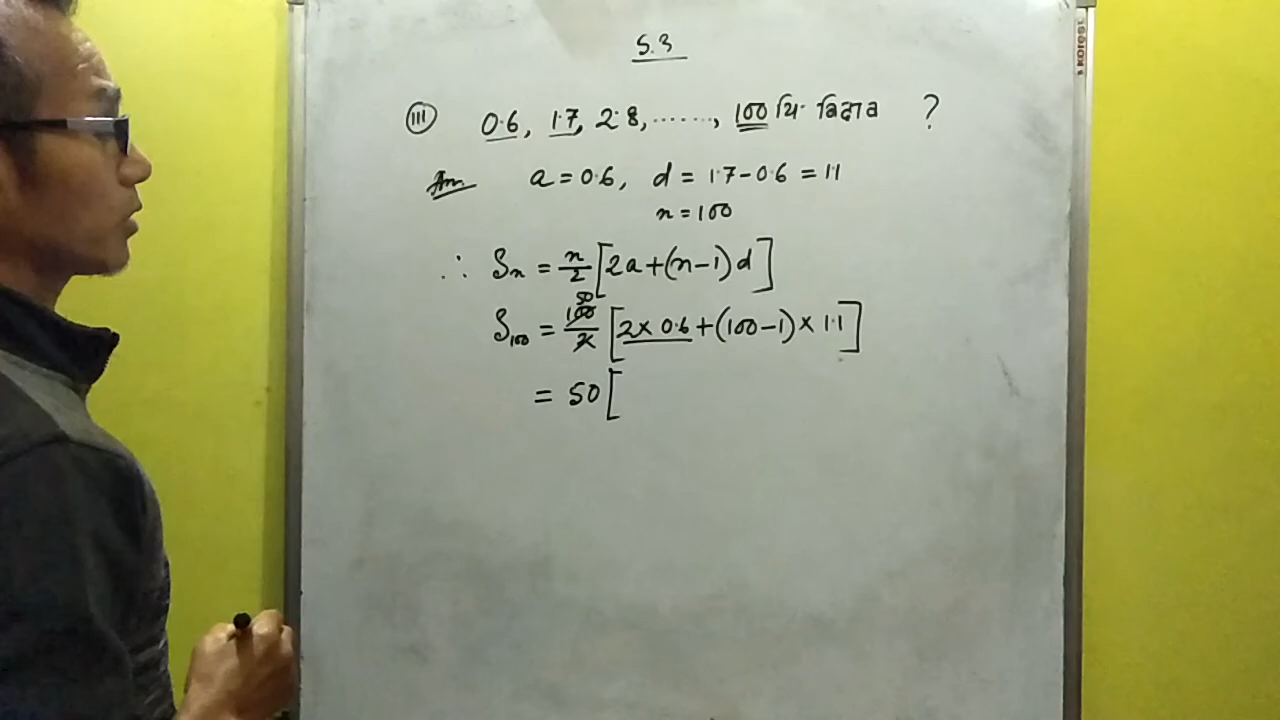 5.3
(iii) 0.6, 1.7, 2.8, ......, 100 थि. बिदाब ?
Ans. a = 0.6, d = 1.7 - 0.6 = 1.1
n = 100
∴ Sn = n/2 [2a + (n - 1) d]
50
S100 = 100/2 [2 × 0.6 + (100 - 1) × 1.1]
= 50 [